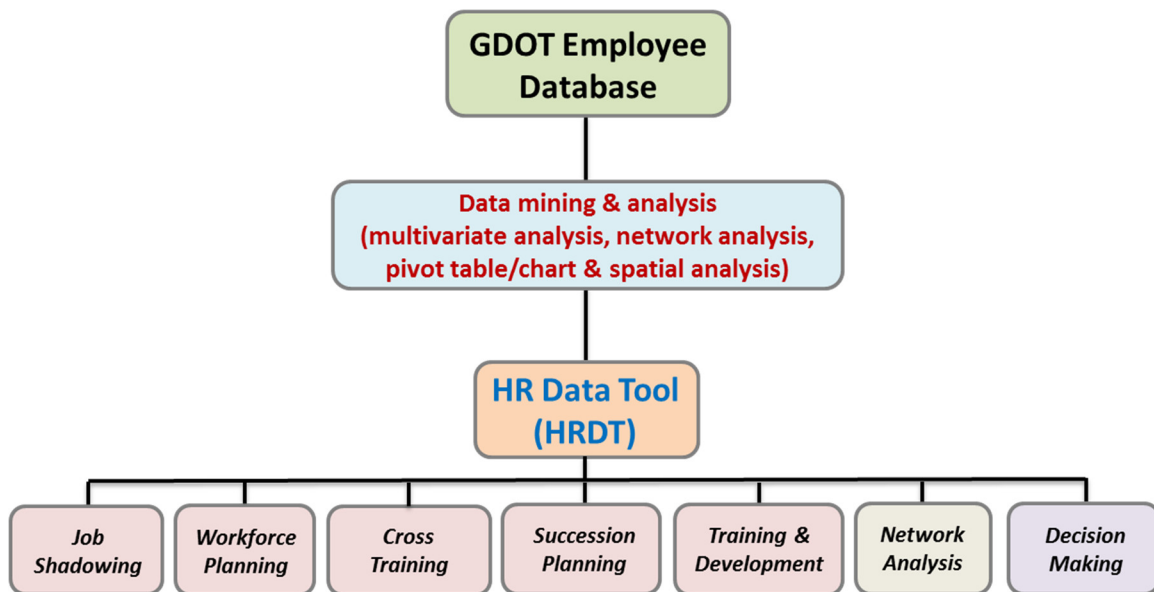 GDOT Employee
Database
Data mining & analysis
(multivariate analysis, network analysis,
pivot table/chart & spatial analysis)
HR Data Tool
(HRDT)
Job
Shadowing
Workforce
Planning
Cross
Training
Succession
Planning
Training &
Development
Network
Analysis
Decision
Making